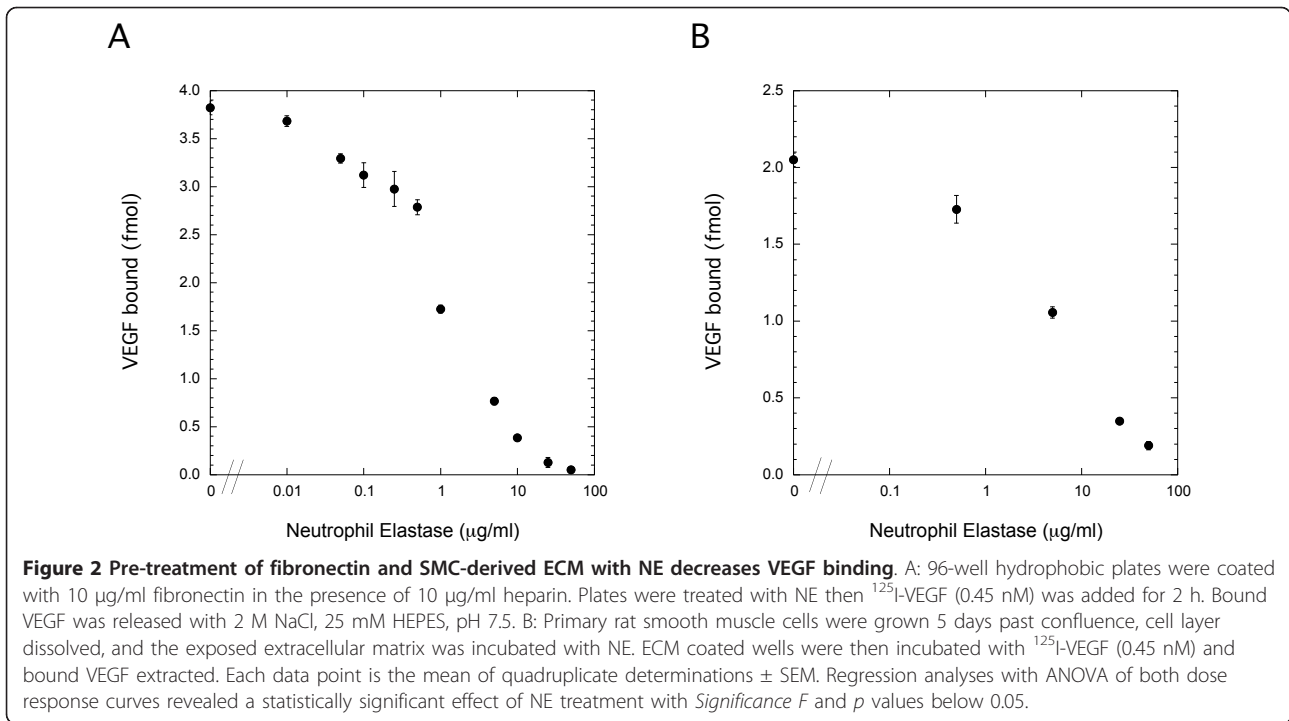 A
B
4.0
3.5
3.0
2.5
2.0
1.5
1.0
0.5
0.0
VEGF bound (fmol)
0 // 0.01 0.1 1 10 100
Neutrophil Elastase (µg/ml)
2.5
2.0
1.5
1.0
0.5
0.0
VEGF bound (fmol)
0 // 0.1 1 10 100
Neutrophil Elastase (µg/ml)
Figure 2 Pre-treatment of fibronectin and SMC-derived ECM with NE decreases VEGF binding. A: 96-well hydrophobic plates were coated
with 10 µg/ml fibronectin in the presence of 10 µg/ml heparin. Plates were treated with NE then ¹²⁵I-VEGF (0.45 nM) was added for 2 h. Bound
VEGF was released with 2 M NaCl, 25 mM HEPES, pH 7.5. B: Primary rat smooth muscle cells were grown 5 days past confluence, cell layer
dissolved, and the exposed extracellular matrix was incubated with NE. ECM coated wells were then incubated with ¹²⁵I-VEGF (0.45 nM) and
bound VEGF extracted. Each data point is the mean of quadruplicate determinations ± SEM. Regression analyses with ANOVA of both dose
response curves revealed a statistically significant effect of NE treatment with Significance F and p values below 0.05.